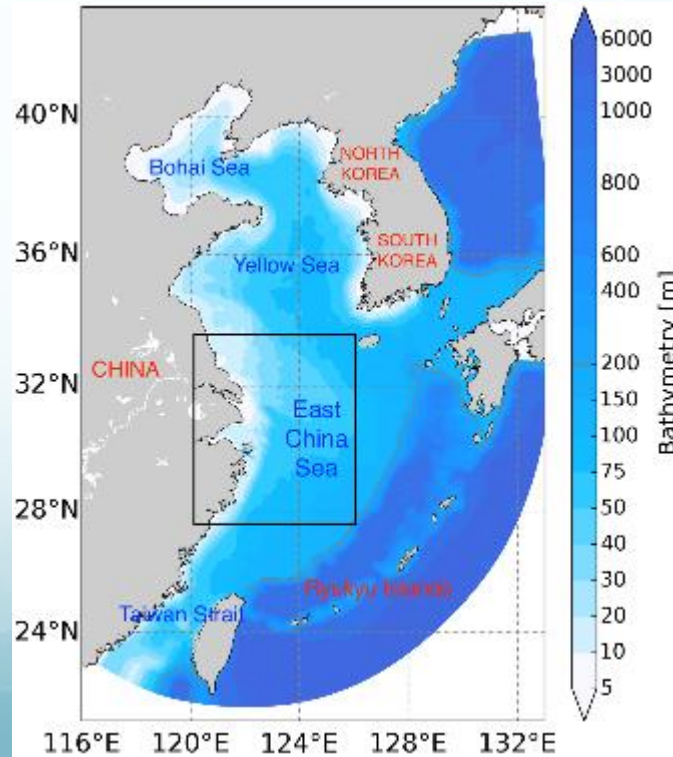 40°N
36°N
32°N
28°N
24°N
116°E
120°E
124°E
128°E
132°E
Bohai Sea
NORTH
KOREA
SOUTH
KOREA
Yellow Sea
CHINA
East
China
Sea
Ryukyu Islands
Taiwan Strait
6000
3000
1000
800
600
400
200
150
100
75
50
40
30
20
10
5
Bathymetry [m]